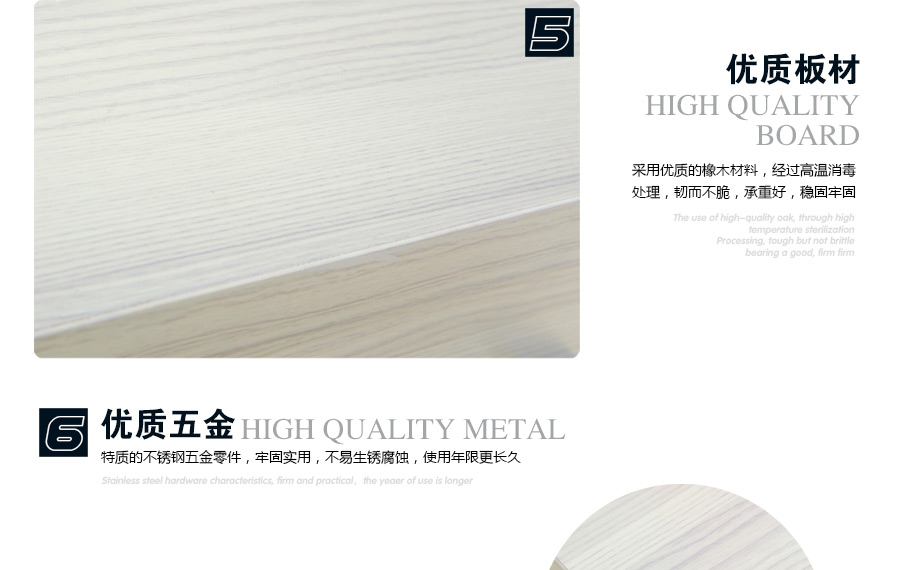 5
优质板材
HIGH QUALITY
BOARD
采用优质的橡木材料，经过高温消毒
处理，韧而不脆，承重好，稳固牢固
The use of high-quality oak, through high
temperature sterilization
Processing, tough but not brittle
bearing a good, firm firm
6
优质五金 HIGH QUALITY METAL
特质的不锈钢五金零件，牢固实用，不易生锈腐蚀，使用年限更长久
Stainless steel hardware characteristics, firm and practical，the yeaer of use is longer